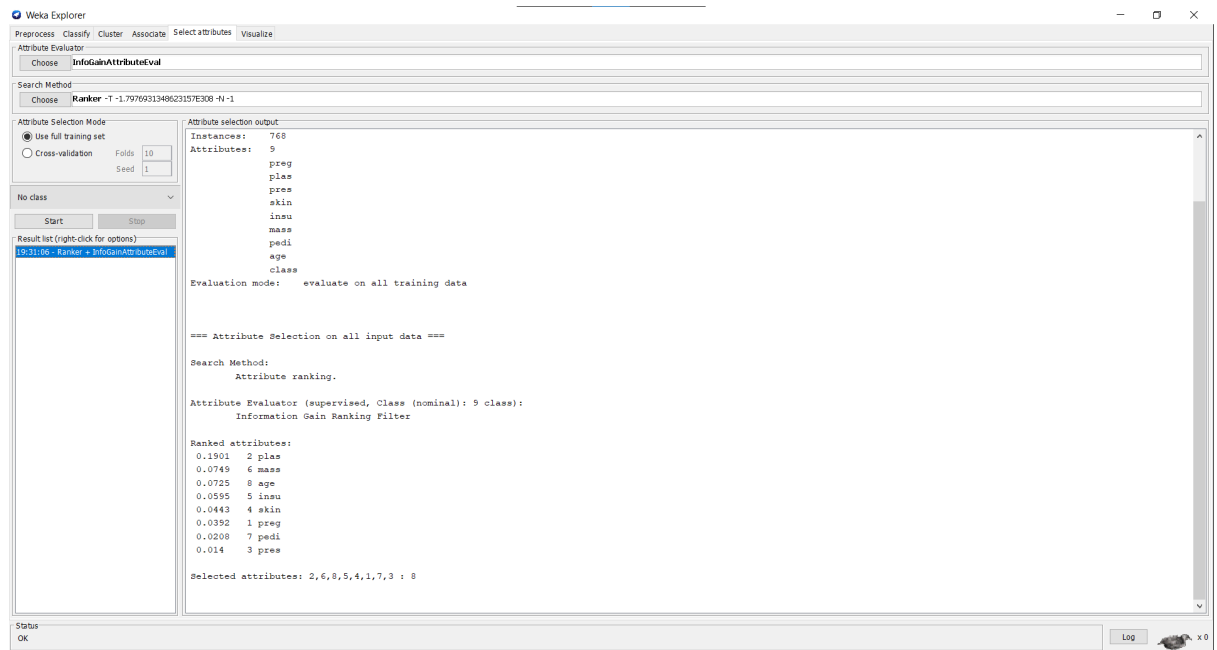 Weka Explorer
Preprocess Classify Cluster Associate Select attributes Visualize
Attribute Evaluator
Choose InfoGainAttributeEval
Search Method
Choose Ranker -T -1.7976931348623157E308 -N -1
Attribute Selection Mode
Use full training set
Cross-validation Folds 10
Seed 1
No class
Start Stop
Result list (right-click for options)
19:31:06 - Ranker + InfoGainAttributeEval
Attribute selection output
Instances: 768
Attributes: 9
preg
plas
pres
skin
insu
mass
pedi
age
class
Evaluation mode: evaluate on all training data
=== Attribute Selection on all input data ===
Search Method:
Attribute ranking.
Attribute Evaluator (supervised, Class (nominal): 9 class):
Information Gain Ranking Filter
Ranked attributes:
0.1901 2 plas
0.0749 6 mass
0.0725 8 age
0.0595 5 insu
0.0443 4 skin
0.0392 1 preg
0.0208 7 pedi
0.014 3 pres
Selected attributes: 2,6,8,5,4,1,7,3 : 8
Status
OK
Log x 0